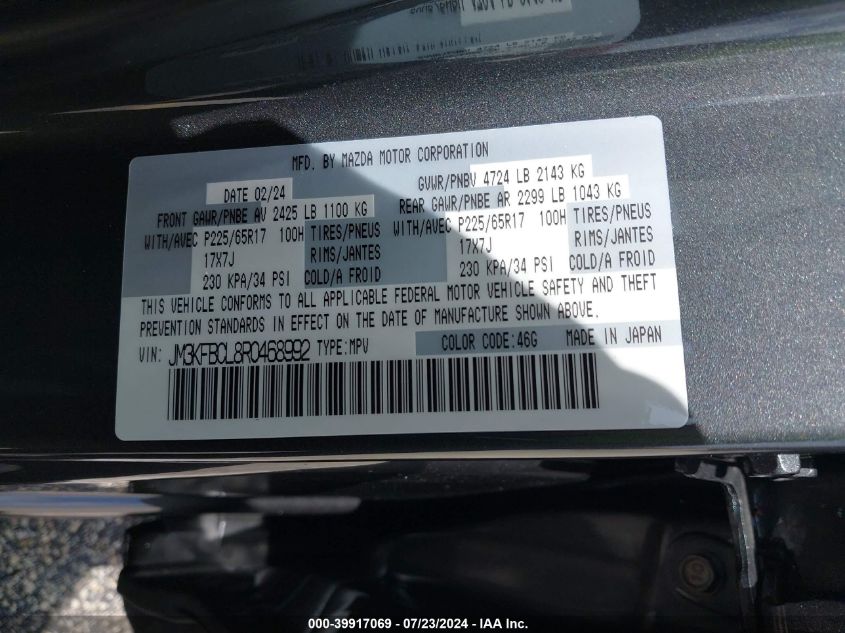 MFD. BY MAZDA MOTOR CORPORATION
DATE 02/24 GVWR/PNBV 4724 LB 2143 KG
FRONT GAWR/PNBE AV 2425 LB 1100 KG REAR GAWR/PNBE AR 2299 LB 1043 KG
WITH/AVEC P225/65R17 100H TIRES/PNEUS WITH/AVEC P225/65R17 100H TIRES/PNEUS
17X7J RIMS/JANTES 17X7J RIMS/JANTES
230 KPA/34 PSI COLD/A FROID 230 KPA/34 PSI COLD/A FROID
THIS VEHICLE CONFORMS TO ALL APPLICABLE FEDERAL MOTOR VEHICLE SAFETY AND THEFT
PREVENTION STANDARDS IN EFFECT ON THE DATE OF MANUFACTURE SHOWN ABOVE.
VIN: JM3KFBCL8R0468992 TYPE:MPV COLOR CODE:46G MADE IN JAPAN
000-39917069 - 07/23/2024 - IAA Inc.